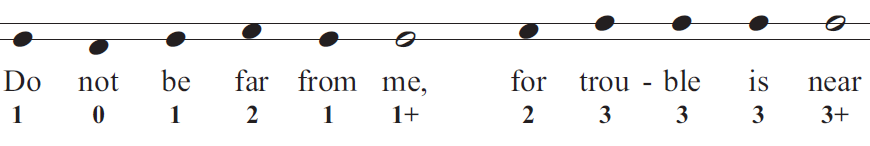 Do not be far from me, for trou - ble is near
1 0 1 2 1 1+ 2 3 3 3 3+